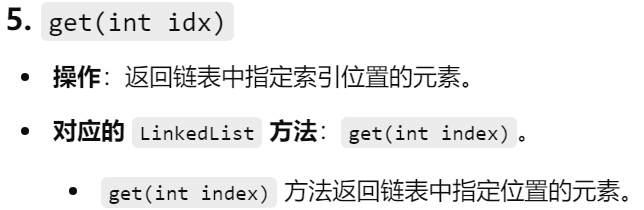 5. get(int idx)
• 操作：返回链表中指定索引位置的元素。
• 对应的 LinkedList 方法：get(int index)。
• get(int index) 方法返回链表中指定位置的元素。